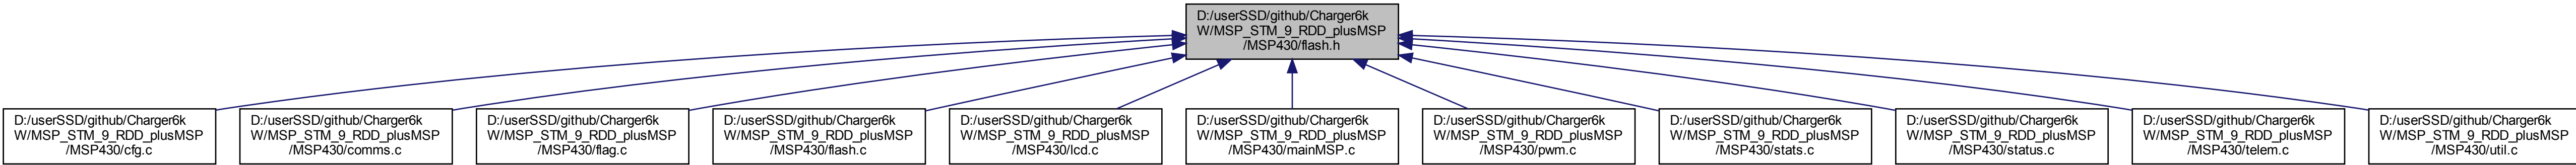 D:/userSSD/github/Charger6k
W/MSP_STM_9_RDD_plusMSP
/MSP430/flash.h
D:/userSSD/github/Charger6k
W/MSP_STM_9_RDD_plusMSP
/MSP430/cfg.c
D:/userSSD/github/Charger6k
W/MSP_STM_9_RDD_plusMSP
/MSP430/comms.c
D:/userSSD/github/Charger6k
W/MSP_STM_9_RDD_plusMSP
/MSP430/flag.c
D:/userSSD/github/Charger6k
W/MSP_STM_9_RDD_plusMSP
/MSP430/flash.c
D:/userSSD/github/Charger6k
W/MSP_STM_9_RDD_plusMSP
/MSP430/lcd.c
D:/userSSD/github/Charger6k
W/MSP_STM_9_RDD_plusMSP
/MSP430/mainMSP.c
D:/userSSD/github/Charger6k
W/MSP_STM_9_RDD_plusMSP
/MSP430/pwm.c
D:/userSSD/github/Charger6k
W/MSP_STM_9_RDD_plusMSP
/MSP430/stats.c
D:/userSSD/github/Charger6k
W/MSP_STM_9_RDD_plusMSP
/MSP430/status.c
D:/userSSD/github/Charger6k
W/MSP_STM_9_RDD_plusMSP
/MSP430/telem.c
D:/userSSD/github/Charger6k
W/MSP_STM_9_RDD_plusMSP
/MSP430/util.c